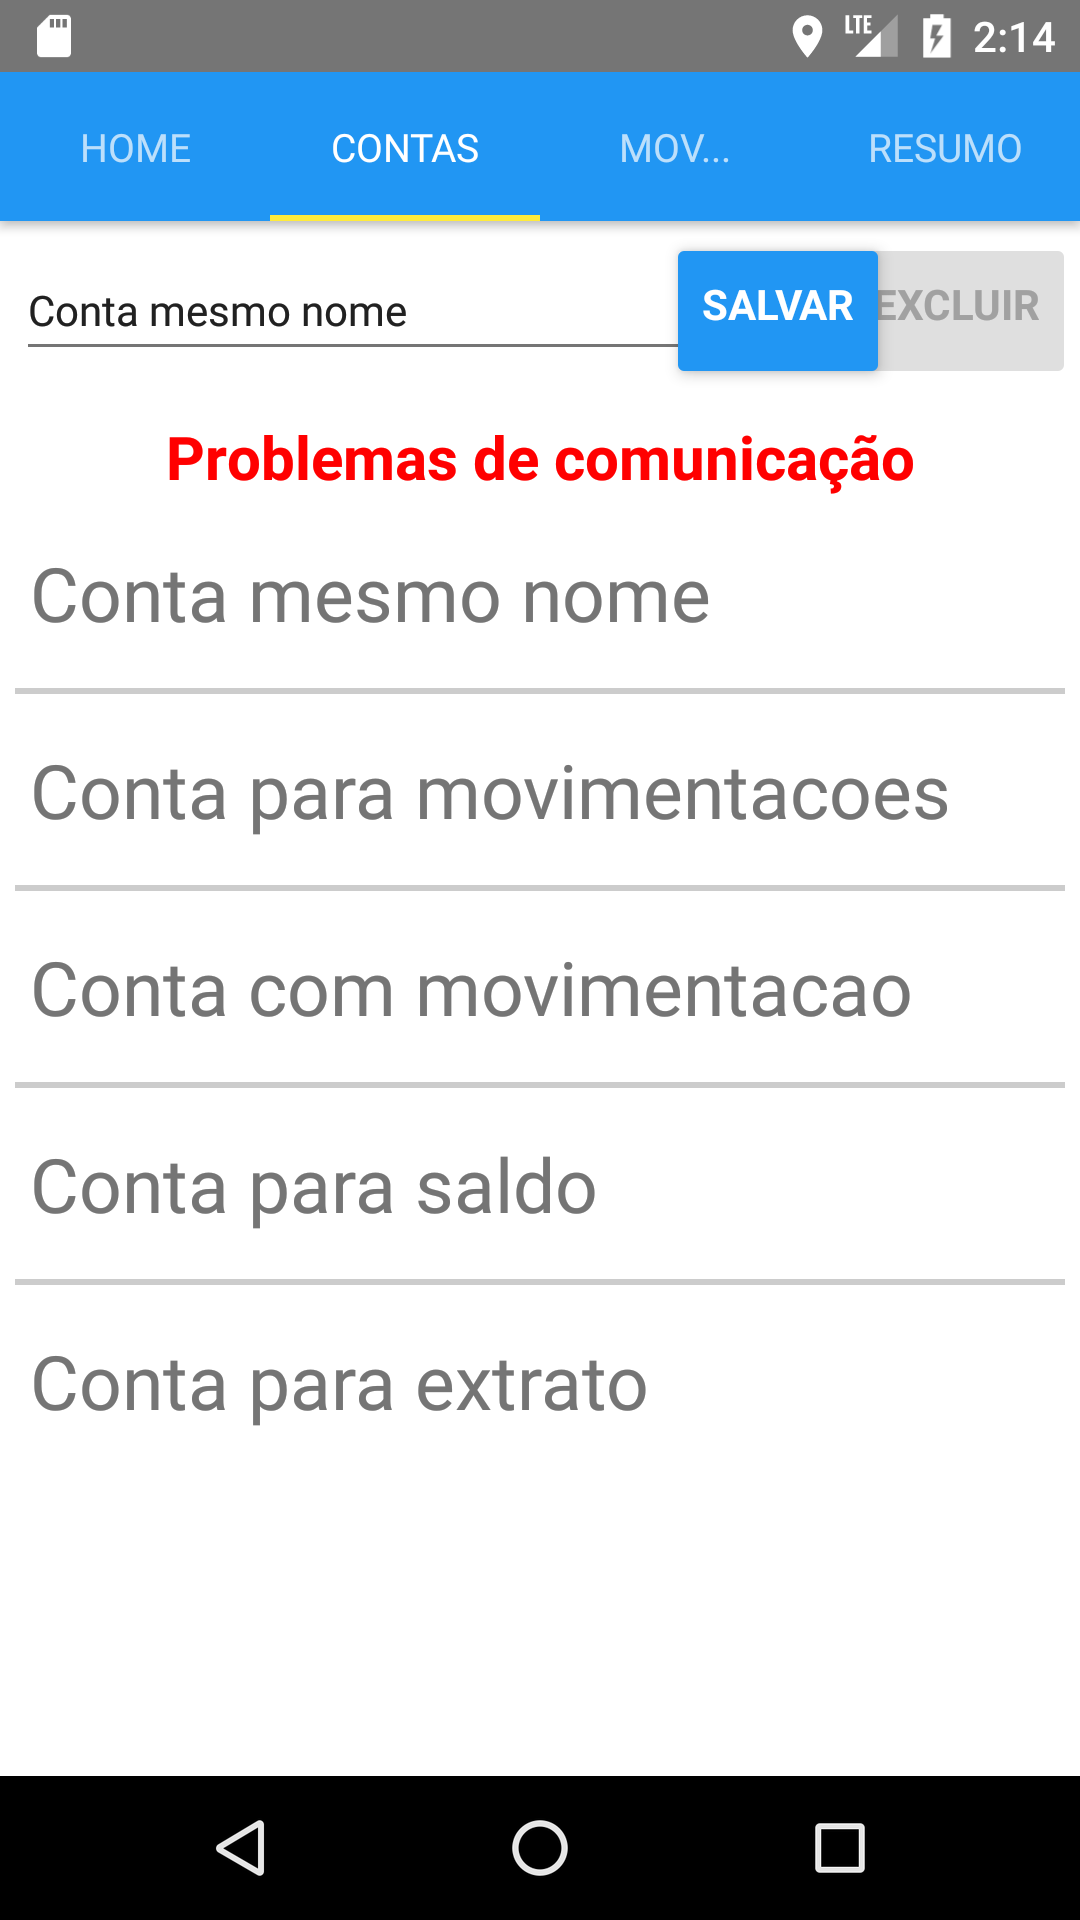 LTE 2:14
HOME CONTAS MOV... RESUMO
Conta mesmo nome SALVAR EXCLUIR
Problemas de comunicação
Conta mesmo nome
Conta para movimentacoes
Conta com movimentacao
Conta para saldo
Conta para extrato